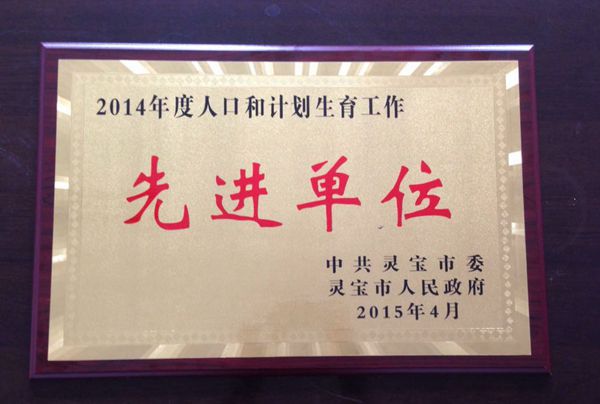 2014年度人口和计划生育工作
先进单位
中共灵宝市委
灵宝市人民政府
2015年4月